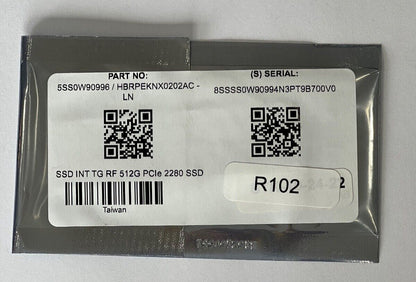 PART NO:
5SS0W90996 / HBRPEKNX0202AC -
LN
(S) SERIAL:
8SSSS0W90994N3PT9B700V0
SSD INT TG RF 512G PCIe 2280 SSD
Taiwan
R102